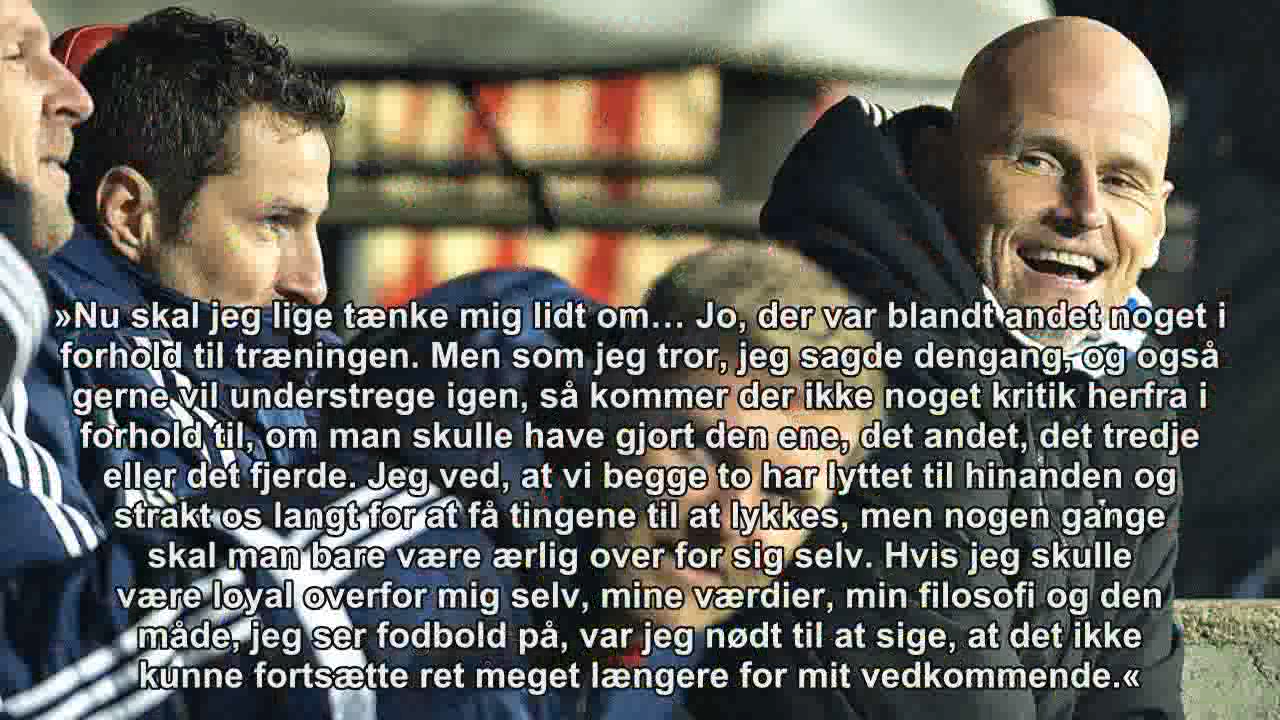 »Nu skal jeg lige tænke mig lidt om... Jo, der var blandt andet noget i
forhold til træningen. Men som jeg tror, jeg sagde dengang, og også
gerne vil understrege igen, så kommer der ikke noget kritik herfra i
forhold til, om man skulle have gjort den ene, det andet, det tredje
eller det fjerde. Jeg ved, at vi begge to har lyttet til hinanden og
strakt os langt for at få tingene til at lykkes, men nogen gange
skal man bare være ærlig over for sig selv. Hvis jeg skulle
være loyal overfor mig selv, mine værdier, min filosofi og den
måde, jeg ser fodbold på, var jeg nødt til at sige, at det ikke
kunne fortsætte ret meget længere for mit vedkommende.«